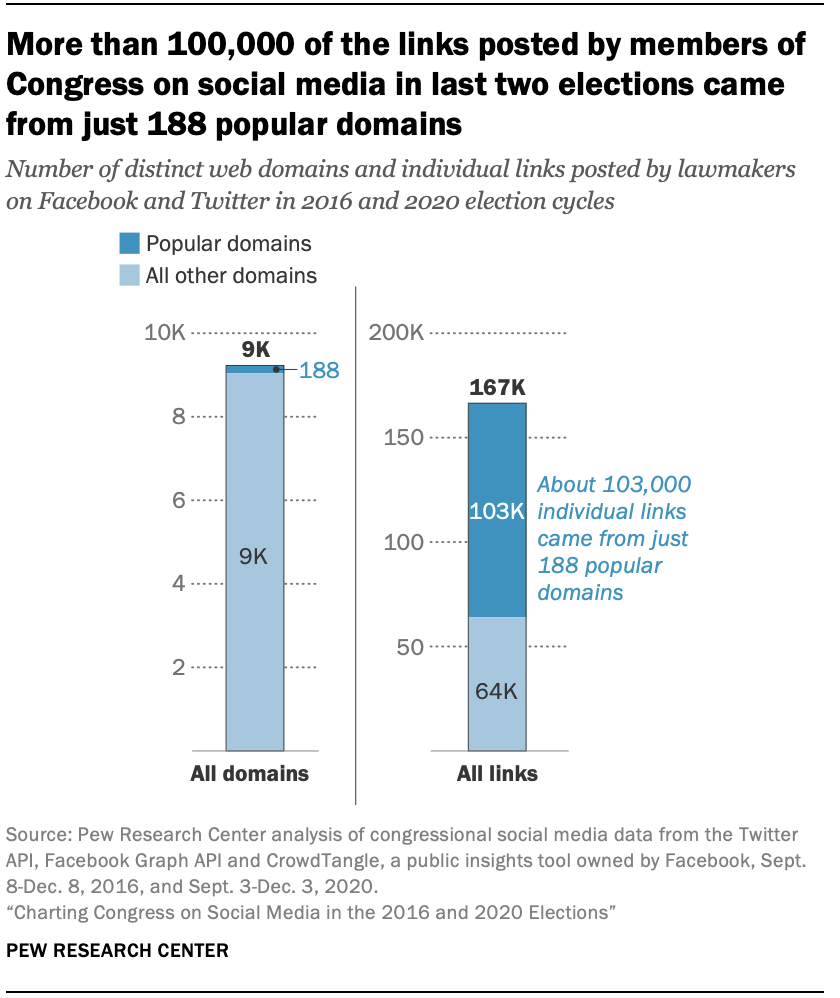 More than 100,000 of the links posted by members of
Congress on social media in last two elections came
from just 188 popular domains
Number of distinct web domains and individual links posted by lawmakers
on Facebook and Twitter in 2016 and 2020 election cycles
Popular domains
All other domains
10K
9K
188
8
6
9K
4
2
All domains
200K
167K
150
103K
About 103,000
individual links
came from just
188 popular
domains
100
50
64K
All links
Source: Pew Research Center analysis of congressional social media data from the Twitter
API, Facebook Graph API and CrowdTangle, a public insights tool owned by Facebook, Sept.
8-Dec. 8, 2016, and Sept. 3-Dec. 3, 2020.
“Charting Congress on Social Media in the 2016 and 2020 Elections”
PEW RESEARCH CENTER